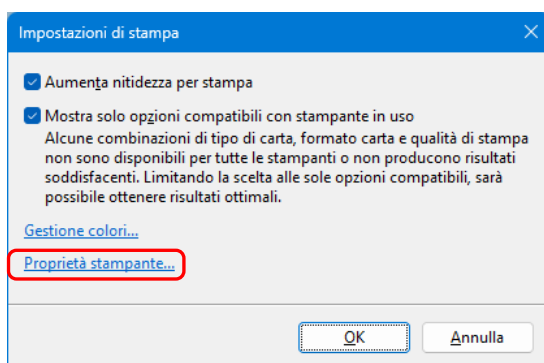 Impostazioni di stampa
Aumenta nitidezza per stampa
Mostra solo opzioni compatibili con stampante in uso
Alcune combinazioni di tipo di carta, formato carta e qualità di stampa
non sono disponibili per tutte le stampanti o non producono risultati
soddisfacenti. Limitando la scelta alle sole opzioni compatibili, sarà
possibile ottenere risultati ottimali.
Gestione colori...
Proprietà stampante...
OK Annulla